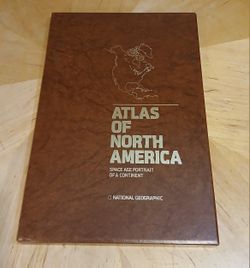 ATLAS
OF
NORTH
AMERICA
SPACE AGE PORTRAIT
OF A CONTINENT
NATIONAL GEOGRAPHIC